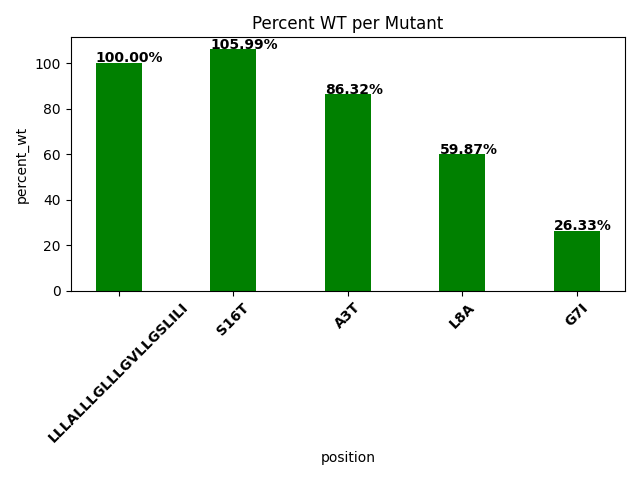 Percent WT per Mutant
percent_wt
100
80
60
40
20
0
100.00%
105.99%
86.32%
59.87%
26.33%
LLLALLLGLLLGVLLGSLILI
S16T
A3T
L8A
G7I
position